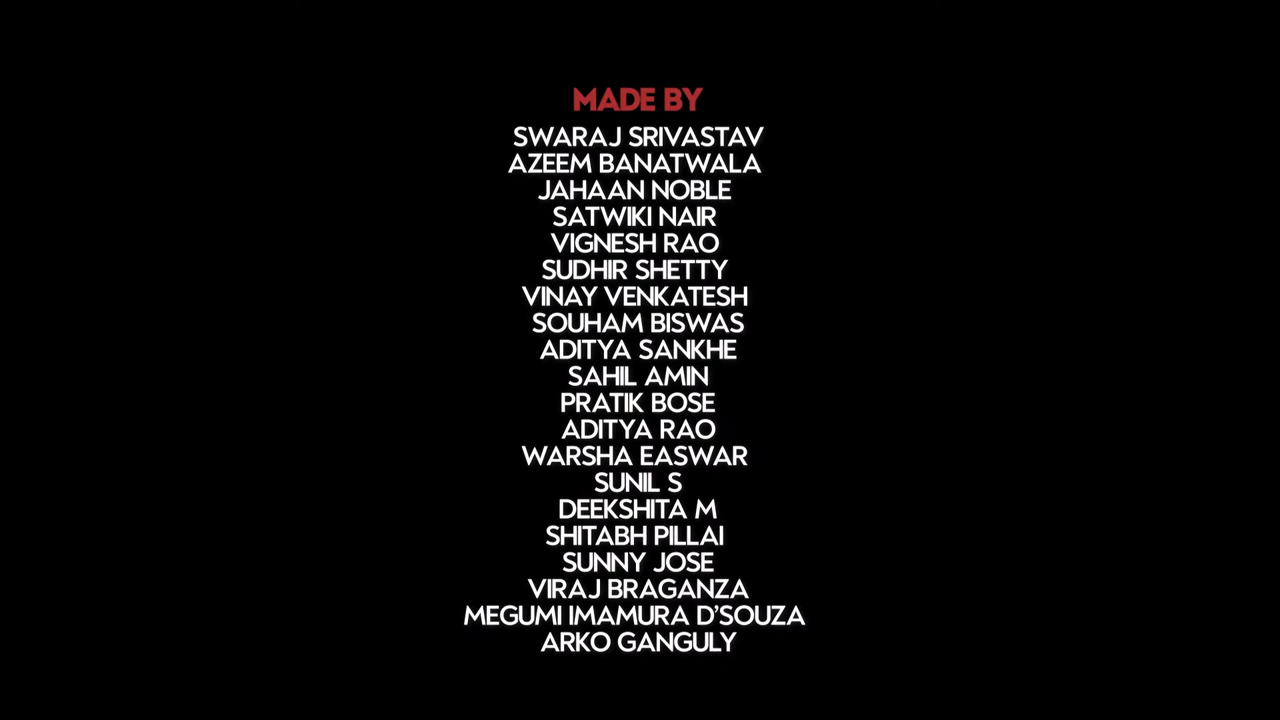 MADE BY
SWARAJ SRIVASTAV
AZEEM BANATWALA
JAHAAN NOBLE
SATWIKI NAIR
VIGNESH RAO
SUDHIR SHETTY
VINAY VENKATESH
SOUHAM BISWAS
ADITYA SANKHE
SAHIL AMIN
PRATIK BOSE
ADITYA RAO
WARSHA EASWAR
SUNIL S
DEEKSHITA M
SHITABH PILLAI
SUNNY JOSE
VIRAJ BRAGANZA
MEGUMI IMAMURA D'SOUZA
ARKO GANGULY